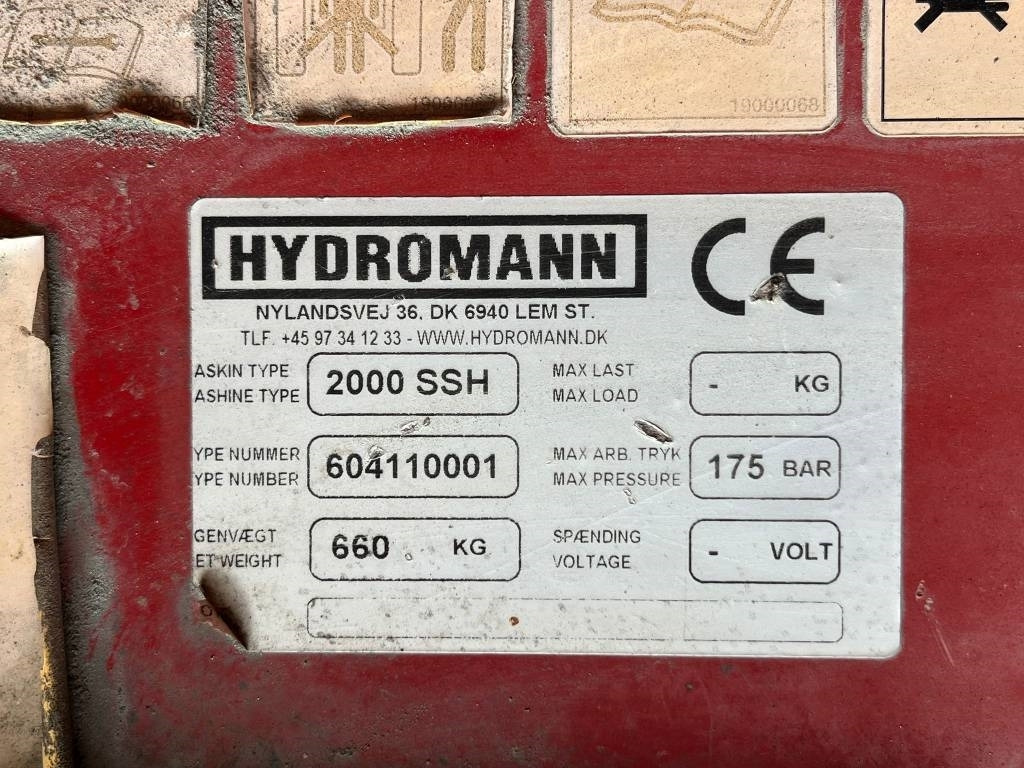 19000068
HYDROMANN
CE
NYLANDSVEJ 36, DK 6940 LEM ST.
TLF. +45 97 34 12 33 - WWW.HYDROMANN.DK
ASKIN TYPE
ASHINE TYPE
2000 SSH
MAX LAST
MAX LOAD
- KG
YPE NUMMER
YPE NUMBER
604110001
MAX ARB. TRYK
MAX PRESSURE
175 BAR
GENVÆGT
ET WEIGHT
660 KG
SPÆNDING
VOLTAGE
- VOLT